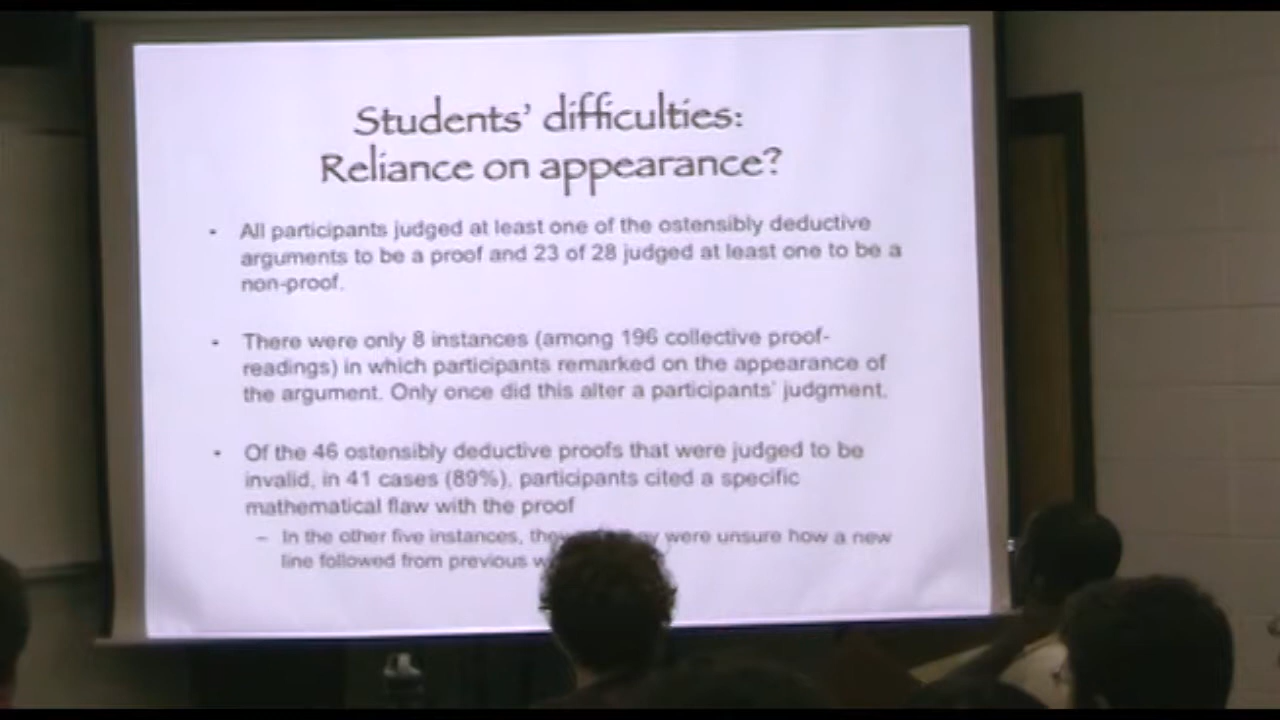 Students' difficulties:
Reliance on appearance?
• All participants judged at least one of the ostensibly deductive
arguments to be a proof and 23 of 28 judged at least one to be a
non-proof.
• There were only 8 instances (among 196 collective proof-
readings) in which participants remarked on the appearance of
the argument. Only once did this alter a participants' judgment.
• Of the 46 ostensibly deductive proofs that were judged to be
invalid, in 41 cases (89%), participants cited a specific
mathematical flaw with the proof
– In the other five instances, were unsure how a new
line followed from previous